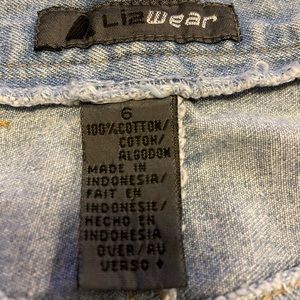 Lizwear
6
100% COTTON/
COTON/
ALGODON
MADE IN
INDONESIA/
FAIT EN
INDONESIE/
HECHO EN
INDONESIA
OVER/AU
VERSO